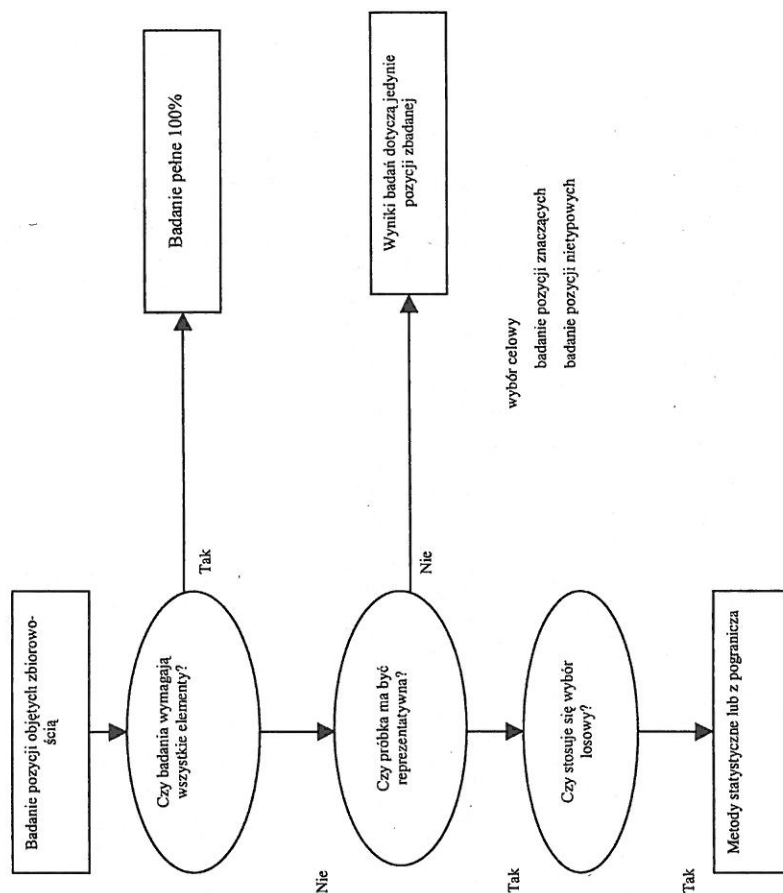 Badanie pozycji objętych zbiorowo-
ścią
Czy badania wymagają
wszystkie elementy?
Tak
Badanie pełne 100%
Nie
Czy próbka ma być
reprezentatywna?
Nie
Wyniki badań dotyczą jedynie
pozycji zbadanej
wybór celowy
badanie pozycji znaczących
badanie pozycji nietypowych
Tak
Czy stosuje się wybór
losowy?
Tak
Metody statystyczne lub z pogranicza